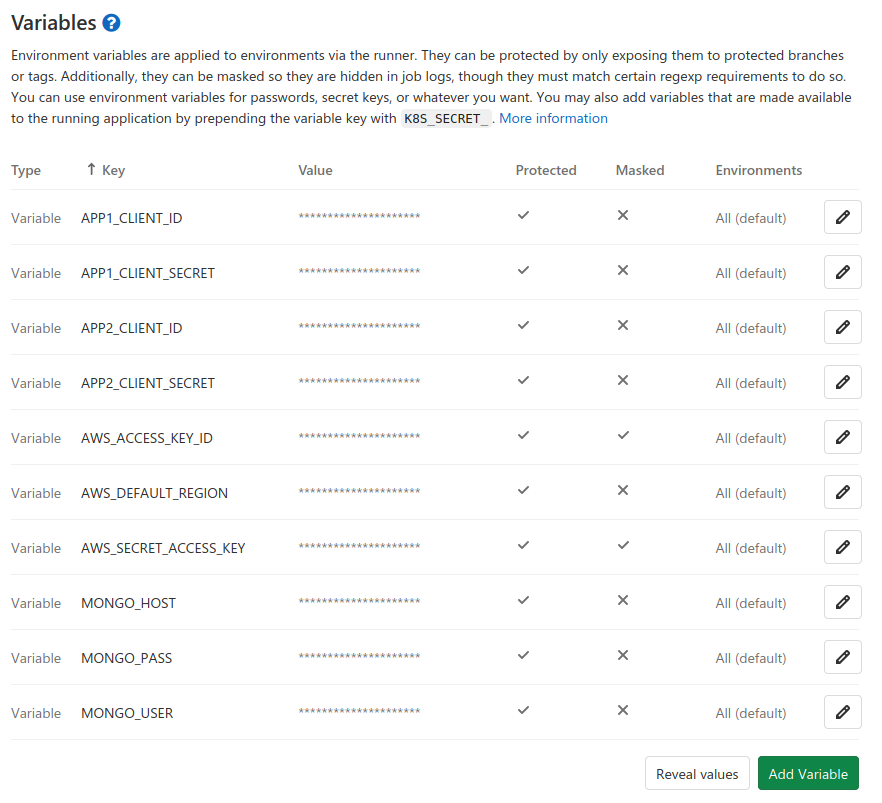 Variables ?
Environment variables are applied to environments via the runner. They can be protected by only exposing them to protected branches
or tags. Additionally, they can be masked so they are hidden in job logs, though they must match certain regexp requirements to do so.
You can use environment variables for passwords, secret keys, or whatever you want. You may also add variables that are made available
to the running application by prepending the variable key with K8S_SECRET_ . More information
Type ↑ Key Value Protected Masked Environments
Variable APP1_CLIENT_ID ********************* ✓ ✕ All (default)
Variable APP1_CLIENT_SECRET ********************* ✓ ✕ All (default)
Variable APP2_CLIENT_ID ********************* ✓ ✕ All (default)
Variable APP2_CLIENT_SECRET ********************* ✓ ✕ All (default)
Variable AWS_ACCESS_KEY_ID ********************* ✓ ✓ All (default)
Variable AWS_DEFAULT_REGION ********************* ✓ ✕ All (default)
Variable AWS_SECRET_ACCESS_KEY ********************* ✓ ✓ All (default)
Variable MONGO_HOST ********************* ✓ ✕ All (default)
Variable MONGO_PASS ********************* ✓ ✕ All (default)
Variable MONGO_USER ********************* ✓ ✕ All (default)
Reveal values Add Variable